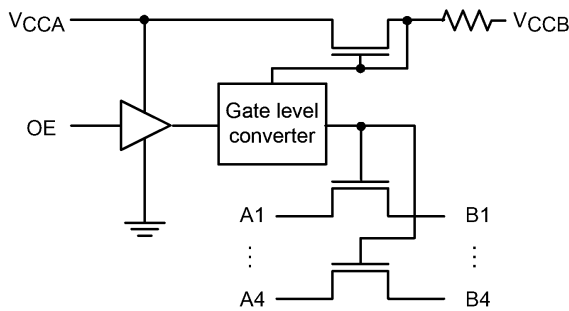 VCCA
VCCB
OE
Gate level
converter
A1
B1
⋮
⋮
A4
B4